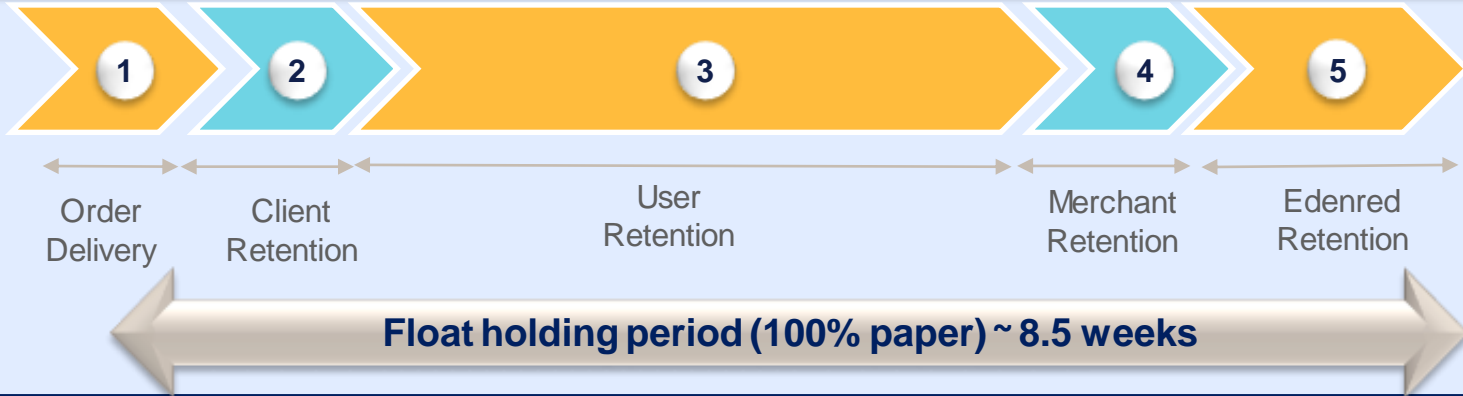 1
2
3
4
5
Order
Delivery
Client
Retention
User
Retention
Merchant
Retention
Edenred
Retention
Float holding period (100% paper) ~ 8.5 weeks